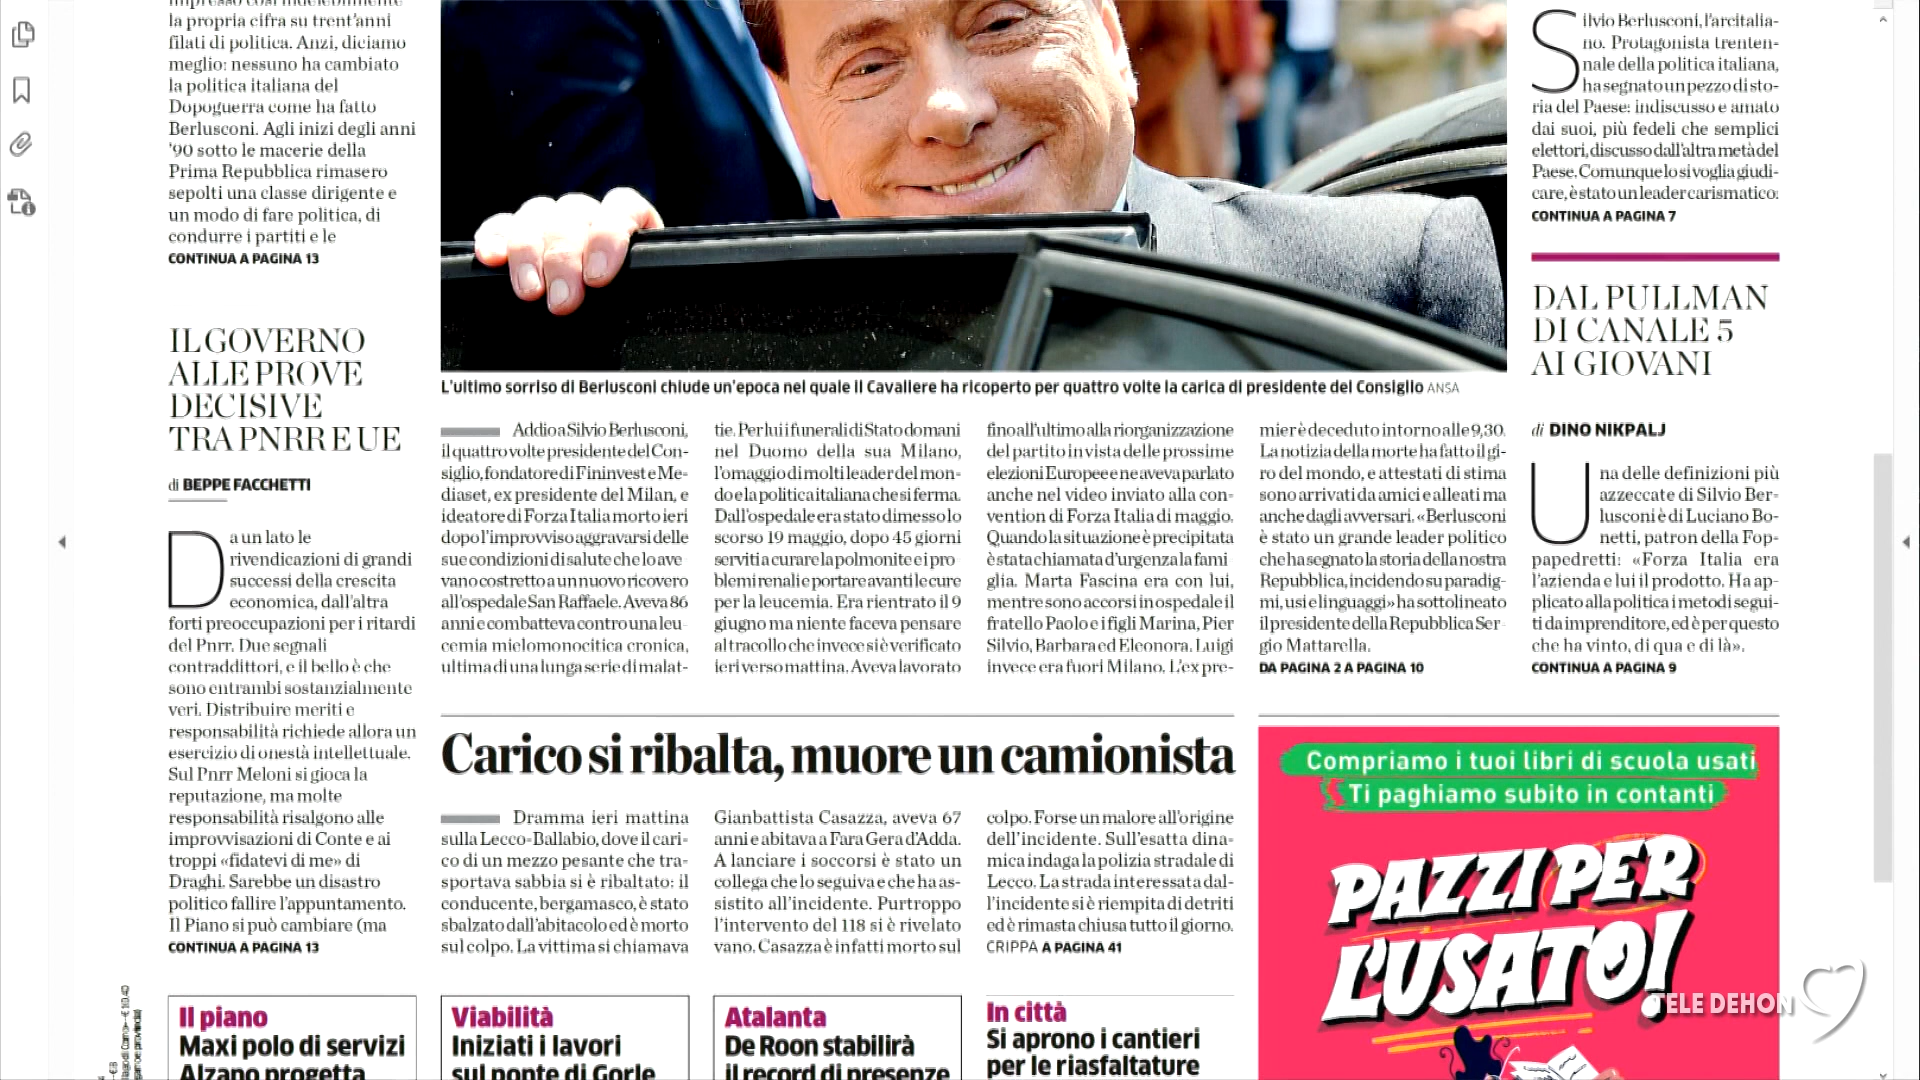 impresso così indelebilmente
la propria cifra su trent'anni
filati di politica. Anzi, diciamo
meglio: nessuno ha cambiato
la politica italiana del
Dopoguerra come ha fatto
Berlusconi. Agli inizi degli anni
'90 sotto le macerie della
Prima Repubblica rimasero
sepolti una classe dirigente e
un modo di fare politica, di
condurre i partiti e le
CONTINUA A PAGINA 13
IL GOVERNO
ALLE PROVE
DECISIVE
TRA PNRR E UE
di BEPPE FACCHETTI
Da un lato le
rivendicazioni di grandi
successi della crescita
economica, dall'altra
forti preoccupazioni per i ritardi
del Pnrr. Due segnali
contraddittori, e il bello è che
sono entrambi sostanzialmente
veri. Distribuire meriti e
responsabilità richiede allora un
esercizio di onestà intellettuale.
Sul Pnrr Meloni si gioca la
reputazione, ma molte
responsabilità risalgono alle
improvvisazioni di Conte e ai
troppi «fidatevi di me» di
Draghi. Sarebbe un disastro
politico fallire l'appuntamento.
Il Piano si può cambiare (ma
CONTINUA A PAGINA 13
L'ultimo sorriso di Berlusconi chiude un'epoca nel quale il Cavaliere ha ricoperto per quattro volte la carica di presidente del Consiglio ANSA
Addio a Silvio Berlusconi,
il quattro volte presidente del Con-
siglio, fondatore di Fininvest e Me-
diaset, ex presidente del Milan, e
ideatore di Forza Italia morto ieri
dopo l'improvviso aggravarsi delle
sue condizioni di salute che lo ave-
vano costretto a un nuovo ricovero
all'ospedale San Raffaele. Aveva 86
anni e combatteva contro una leu-
cemia mielomonocitica cronica,
ultima di una lunga serie di malat-
tie. Per lui i funerali di Stato domani
nel Duomo della sua Milano,
l'omaggio di molti leader del mon-
do e la politica italiana che si ferma.
Dall'ospedale era stato dimesso lo
scorso 19 maggio, dopo 45 giorni
serviti a curare la polmonite e i pro-
blemi renali e portare avanti le cure
per la leucemia. Era rientrato il 9
giugno ma niente faceva pensare
al tracollo che invece si è verificato
ieri verso mattina. Aveva lavorato
fino all'ultimo alla riorganizzazione
del partito in vista delle prossime
elezioni Europee e ne aveva parlato
anche nel video inviato alla con-
vention di Forza Italia di maggio.
Quando la situazione è precipitata
è stata chiamata d'urgenza la fami-
glia. Marta Fascina era con lui,
mentre sono accorsi in ospedale il
fratello Paolo e i figli Marina, Pier
Silvio, Barbara ed Eleonora. Luigi
invece era fuori Milano. L'ex pre-
mier è deceduto intorno alle 9,30.
La notizia della morte ha fatto il gi-
ro del mondo, e attestati di stima
sono arrivati da amici e alleati ma
anche dagli avversari. «Berlusconi
è stato un grande leader politico
che ha segnato la storia della nostra
Repubblica, incidendo su paradig-
mi, usi e linguaggi» ha sottolineato
il presidente della Repubblica Ser-
gio Mattarella.
DA PAGINA 2 A PAGINA 10
Silvio Berlusconi, l'arcitalia-
no. Protagonista trenten-
nale della politica italiana,
ha segnato un pezzo di sto-
ria del Paese: indiscusso e amato
dai suoi, più fedeli che semplici
elettori, discusso dall'altra metà del
Paese. Comunque lo si voglia giudi-
care, è stato un leader carismatico:
CONTINUA A PAGINA 7
DAL PULLMAN
DI CANALE 5
AI GIOVANI
di DINO NIKPALJ
Una delle definizioni più
azzeccate di Silvio Ber-
lusconi è di Luciano Bo-
netti, patron della Fop-
papedretti: «Forza Italia era
l'azienda e lui il prodotto. Ha ap-
plicato alla politica i metodi segui-
ti da imprenditore, ed è per questo
che ha vinto, di qua e di là».
CONTINUA A PAGINA 9
Carico si ribalta, muore un camionista
Dramma ieri mattina
sulla Lecco-Ballabio, dove il cari-
co di un mezzo pesante che tra-
sportava sabbia si è ribaltato: il
conducente, bergamasco, è stato
sbalzato dall'abitacolo ed è morto
sul colpo. La vittima si chiamava
Gianbattista Casazza, aveva 67
anni e abitava a Fara Gera d'Adda.
A lanciare i soccorsi è stato un
collega che lo seguiva e che ha as-
sistito all'incidente. Purtroppo
l'intervento del 118 si è rivelato
vano. Casazza è infatti morto sul
colpo. Forse un malore all'origine
dell'incidente. Sull'esatta dina-
mica indaga la polizia stradale di
Lecco. La strada interessata dal-
l'incidente si è riempita di detriti
ed è rimasta chiusa tutto il giorno.
CRIPPA A PAGINA 41
Compriamo i tuoi libri di scuola usati
Ti paghiamo subito in contanti
PAZZI PER
L'USATO!
TELE DEHON
Il piano
Maxi polo di servizi
Alzano progetta
Viabilità
Iniziati i lavori
sul ponte di Gorle
Atalanta
De Roon stabilirà
il record di presenze
In città
Si aprono i cantieri
per le riasfaltature